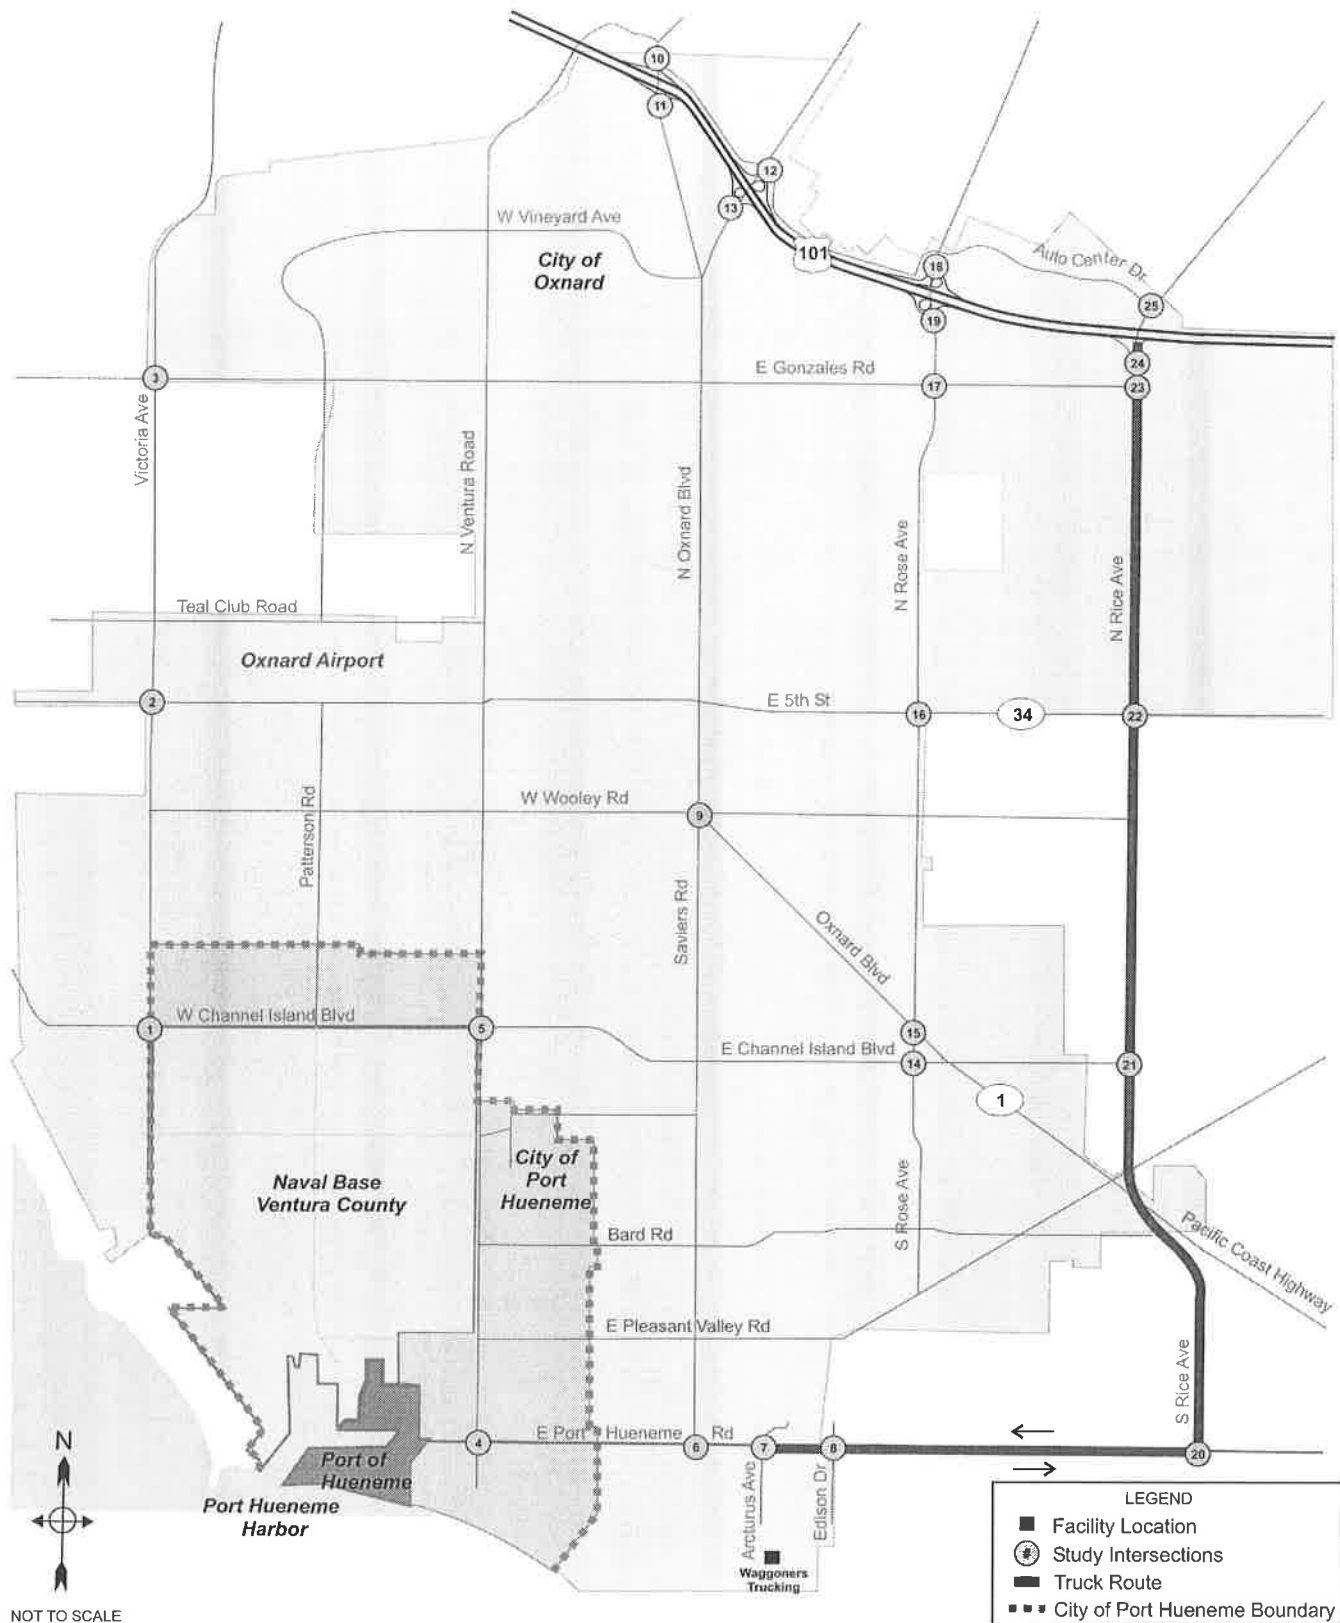 10
11
12
13
W Vineyard Ave
City of
Oxnard
101
18
Auto Center Dr
25
19
24
E Gonzales Rd
3
17
23
Victoria Ave
N Ventura Road
N Oxnard Blvd
N Rose Ave
N Rice Ave
Teal Club Road
Oxnard Airport
2
E 5th St
16
34
22
W Wooley Rd
9
Patterson Rd
Saviers Rd
Oxnard Blvd
W Channel Island Blvd
1
5
15
E Channel Island Blvd
14
21
1
City of
Port
Hueneme
Naval Base
Ventura County
S Rose Ave
Bard Rd
Pacific Coast Highway
E Pleasant Valley Rd
S Rice Ave
N
4
E Port Hueneme Rd
6
7
8
20
Port of
Hueneme
Port Hueneme
Harbor
Arcturus Ave
Edison Dr
Waggoners
Trucking
LEGEND
Facility Location
# Study Intersections
Truck Route
City of Port Hueneme Boundary
NOT TO SCALE